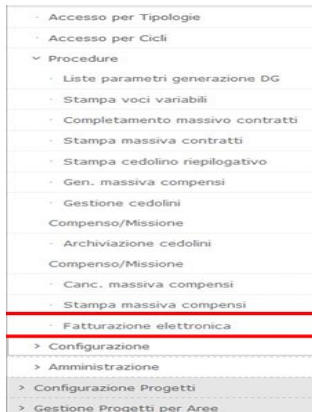 Accesso per Tipologie
Accesso per Cicli
Procedure
Liste parametri generazione DG
Stampa voci variabili
Completamento massivo contratti
Stampa massiva contratti
Stampa cedolino riepilogativo
Gen. massiva compensi
Gestione cedolini
Compenso/Missione
Archiviazione cedolini
Compenso/Missione
Canc. massiva compensi
Stampa massiva compensi
Fatturazione elettronica
> Configurazione
> Amministrazione
> Configurazione Progetti
> Gestione Progetti per Aree